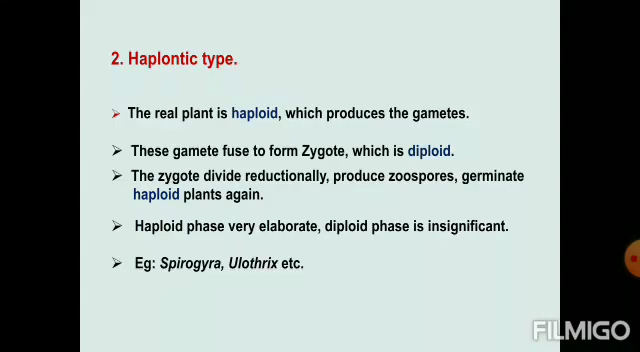 2. Haplontic type.
The real plant is haploid, which produces the gametes.
These gamete fuse to form Zygote, which is diploid.
The zygote divide reductionally, produce zoospores, germinate
haploid plants again.
Haploid phase very elaborate, diploid phase is insignificant.
Eg: Spirogyra, Ulothrix etc.
FILMIGO